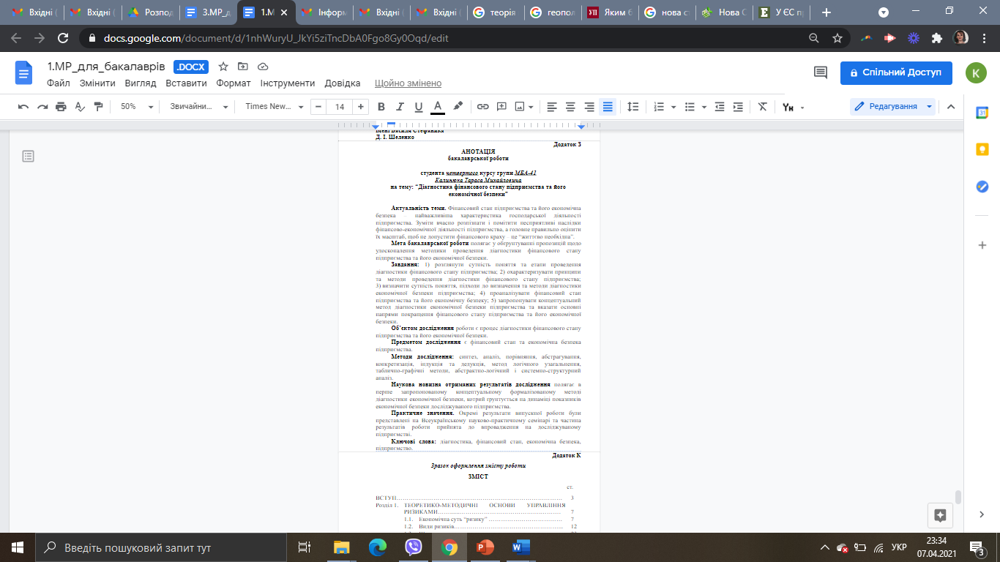 Вхідні (
Вхідні (
Розпод
3.МР_д
1.М
Інформ
Вхідні (
Вхідні (
теорія
геопол
Яким б
нова ст
Нова С
У ЄС п
docs.google.com/document/d/1nhWuryU_JkYi5ziTncDbA0Fgo8Gy0Oqd/edit
1.МР_для_бакалаврів .DOCX
Файл Змінити Вигляд Вставити Формат Інструменти Довідка Щойно змінено
Спільний Доступ
K
50% Звичайни... Times New... 14 Редагування
імені Василя Стефаника
Д. І. Шеленко
Додаток З
АНОТАЦІЯ
бакалаврської роботи
студента четвертого курсу групи МБА-41
Калинюка Тараса Михайловича
на тему: "Діагностика фінансового стану підприємства та його
економічної безпеки"
Актуальність теми. Фінансовий стан підприємства та його економічна
безпека – найважливіша характеристика господарської діяльності
підприємства. Зуміти вчасно розпізнати і помітити несприятливі наслідки
фінансово-економічної діяльності підприємства, а головне правильно оцінити
їх масштаб, щоб не допустити фінансового краху – це "життєво необхідна".
Мета бакалаврської роботи полягає у обґрунтуванні пропозицій щодо
удосконалення методики проведення діагностики фінансового стану
підприємства та його економічної безпеки.
Завдання: 1) розглянути сутність поняття та етапи проведення
діагностики фінансового стану підприємства; 2) охарактеризувати принципи
та методи проведення діагностики фінансового стану підприємства;
3) визначити сутність поняття, підходи до визначення та методи діагностики
економічної безпеки підприємства; 4) проаналізувати фінансовий стан
підприємства та його економічну безпеку; 5) запропонувати концептуальний
метод діагностики економічної безпеки підприємства та вказати основні
напрями покращення фінансового стану підприємства та його економічної
безпеки.
Об'єктом дослідження роботи є процес діагностики фінансового стану
підприємства та його економічної безпеки.
Предметом дослідження є фінансовий стан та економічна безпека
підприємства.
Методи дослідження: синтез, аналіз, порівняння, абстрагування,
конкретизація, індукція та дедукція, метод логічного узагальнення,
таблично-графічні методи, абстрактно-логічний і системно-структурний
аналіз.
Наукова новизна отриманих результатів дослідження полягає в
перше запропонованому концептуальному формалізованому методі
діагностики економічної безпеки, котрий ґрунтується на динаміці показників
економічної безпеки досліджуваного підприємства.
Практичне значення. Окремі результати випускної роботи були
представлені на Всеукраїнському науково-практичному семінарі та частина
результатів роботи прийнята до впровадження на досліджуваному
підприємстві.
Ключові слова: діагностика, фінансовий стан, економічна безпека,
підприємство.
Додаток К
Зразок оформлення змісту роботи
ЗМІСТ
ст.
ВСТУП 3
Розділ 1. ТЕОРЕТИКО-МЕТОДИЧНІ ОСНОВИ УПРАВЛІННЯ
РИЗИКАМИ 7
1.1. Економічна суть "ризику" 7
1.2. Види ризиків 12
Введіть пошуковий запит тут
УКР
23:34
07.04.2021
3